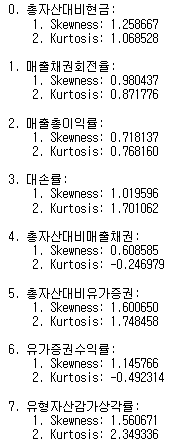 0. 총자산대비현금:
1. Skewness: 1.258667
2. Kurtosis: 1.068528
1. 매출채권회전율:
1. Skewness: 0.980437
2. Kurtosis: 0.871776
2. 매출총이익률:
1. Skewness: 0.718137
2. Kurtosis: 0.768160
3. 대손률:
1. Skewness: 1.019596
2. Kurtosis: 1.701062
4. 총자산대비매출채권:
1. Skewness: 0.608585
2. Kurtosis: -0.246979
5. 총자산대비유가증권:
1. Skewness: 1.600650
2. Kurtosis: 1.748458
6. 유가증권수익률:
1. Skewness: 1.145766
2. Kurtosis: -0.492314
7. 유형자산감가상각률:
1. Skewness: 1.560671
2. Kurtosis: 2.349336